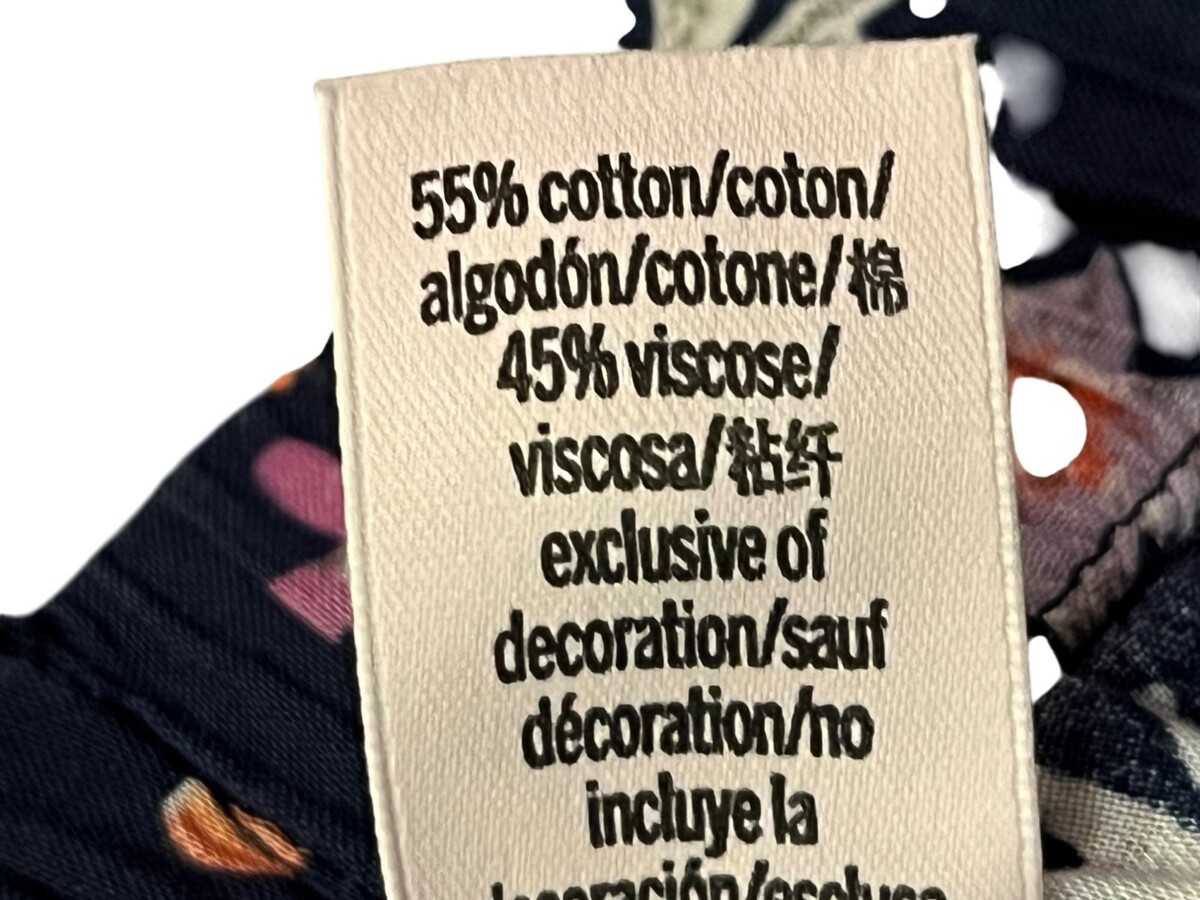 55% cotton/coton/
algodón/cotone/棉
45% viscose/
viscosa/粘纤
exclusive of
decoration/sauf
décoration/no
incluye la